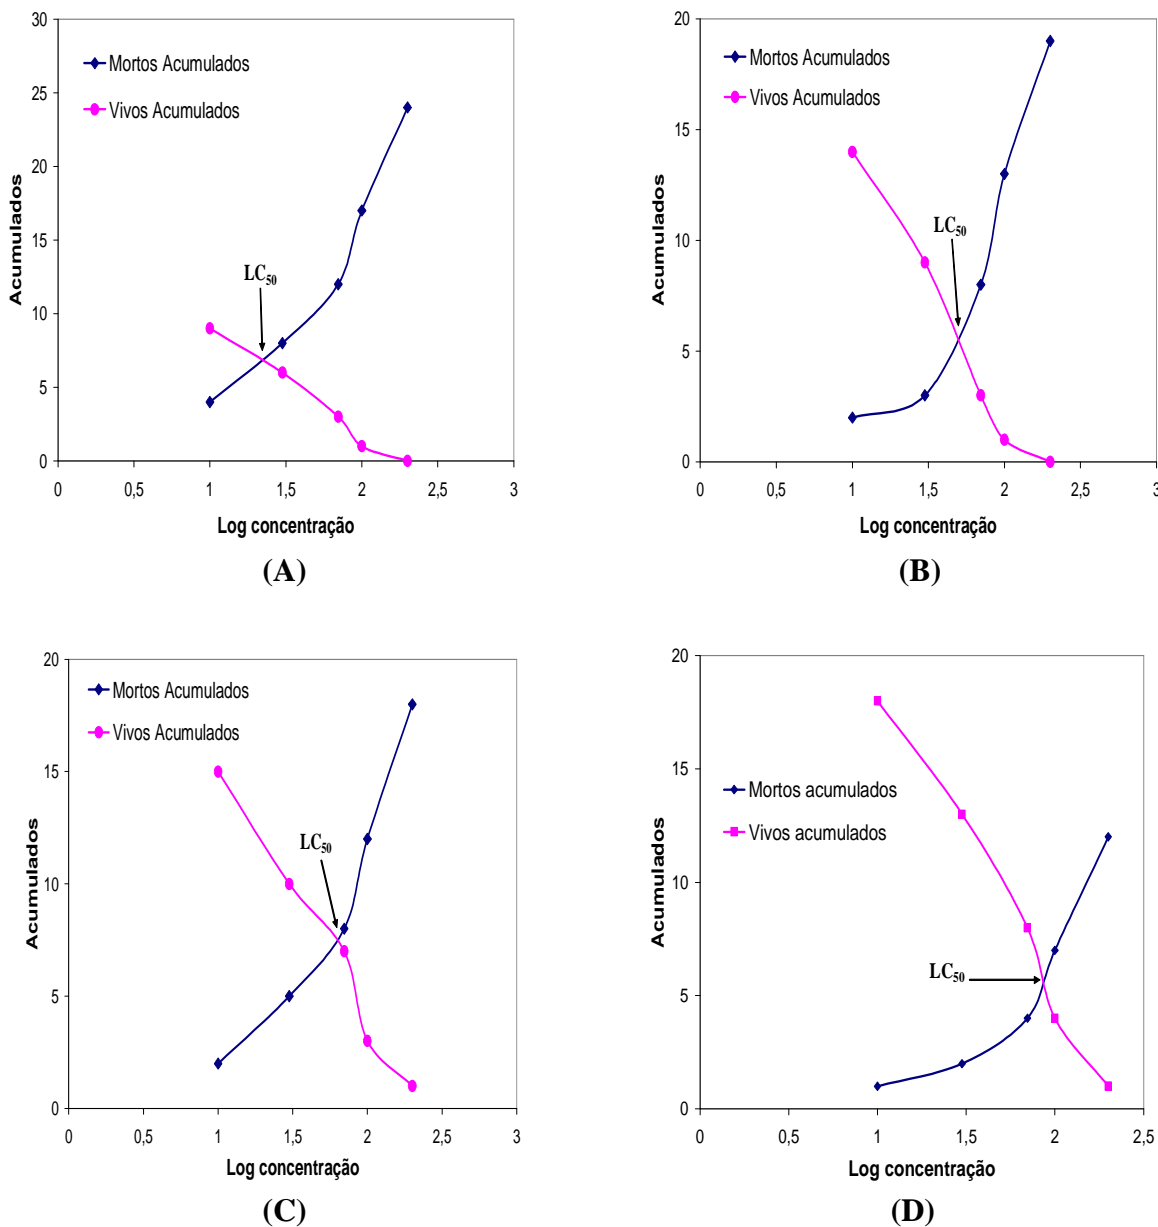 30
25
20
15
10
5
0
Acumulados
Mortos Acumulados
Vivos Acumulados
LC50
0 0,5 1 1,5 2 2,5 3
Log concentração
(A)
20
15
10
5
0
Acumulados
Mortos Acumulados
Vivos Acumulados
LC50
0 0,5 1 1,5 2 2,5 3
Log concentração
(B)
20
15
10
5
0
Acumulados
Mortos Acumulados
Vivos Acumulados
LC50
0 0,5 1 1,5 2 2,5 3
Log concentração
(C)
20
15
10
5
0
Acumulados
Mortos acumulados
Vivos acumulados
LC50
0 0,5 1 1,5 2 2,5
Log concentração
(D)